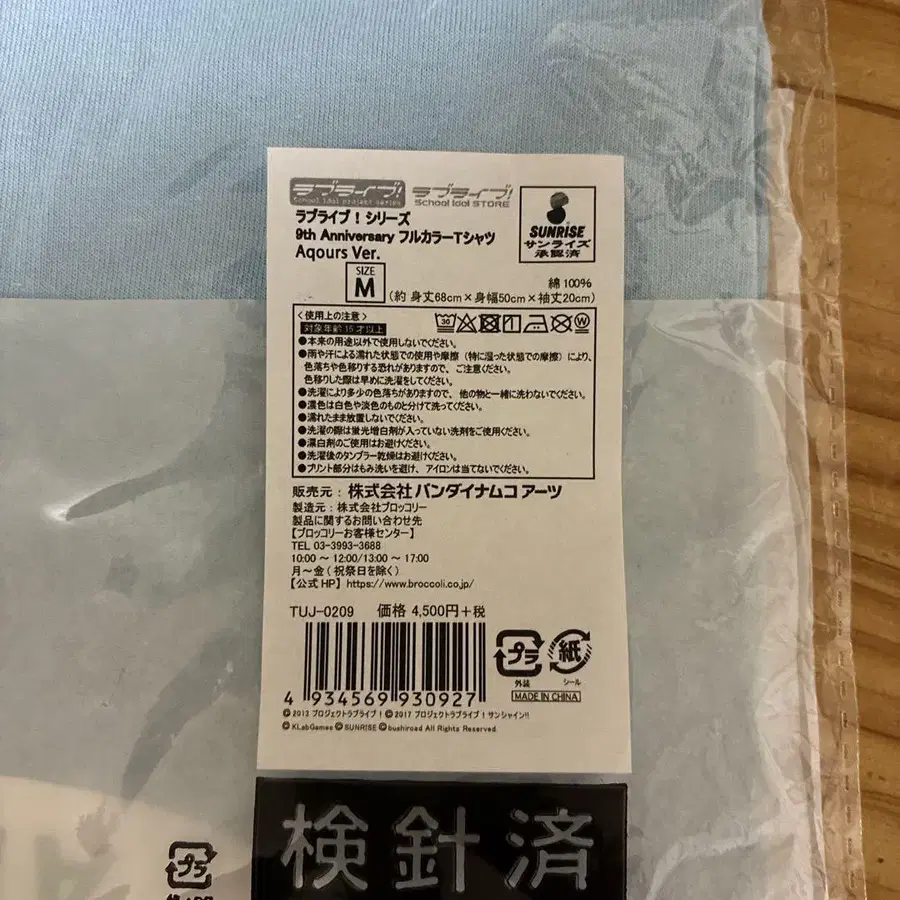 ラブライブ!
School idol project series
ラブライブ!
School Idol STORE
ラブライブ!シリーズ
9th Anniversary フルカラーTシャツ
Aqours Ver.
SUNRISE
サンライズ
承認済
SIZE
M
綿 100%
(約 身丈68cm×身幅50cm×袖丈20cm)
<使用上の注意>
対象年齢15才以上
30
W
●本来の用途以外で使用しないでください。
●雨や汗による濡れた状態での使用や摩擦(特に湿った状態での摩擦)により、
色落ちや色移りする恐れがありますので、ご注意ください。
色移りした際は早めに洗濯をしてください。
●洗濯により多少の色落ちがありますので、他の物と一緒に洗わないでください。
●濃色は白色や淡色のものと分けて洗ってください。
●濡れたまま放置しないでください。
●洗濯の際は蛍光増白剤が入っていない洗剤をご使用ください。
●漂白剤のご使用はお避けください。
●洗濯後のタンブラー乾燥はお避けください。
●プリント部分はもみ洗いを避け、アイロンは当てないでください。
販売元:株式会社 バンダイナムコ アーツ
製造元:株式会社ブロッコリー
製品に関するお問い合わせ先
【ブロッコリーお客様センター】
TEL 03-3993-3688
10:00 ~ 12:00/13:00 ~ 17:00
月~金(祝祭日を除く)
【公式HP】https://www.broccoli.co.jp/
TUJ-0209 価格 4,500円+税
4 934569 930927
プラ
外装
紙
シール
MADE IN CHINA
©2013 プロジェクトラブライブ! ©2017 プロジェクトラブライブ!サンシャイン!!
©KLabGames ©SUNRISE ©bushiroad All Rights Reserved.
検針済
プラ